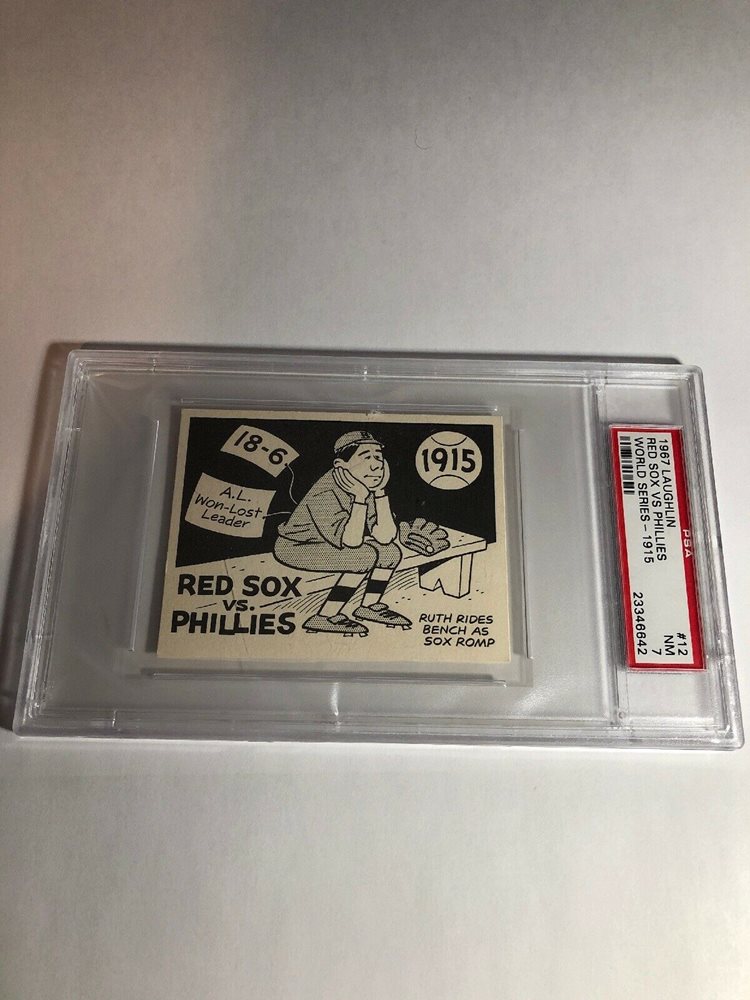 18-6
A.L.
Won-Lost
Leader
1915
RED SOX
VS.
PHILLIES
RUTH RIDES
BENCH AS
SOX ROMP
PSA
1967 LAUGHLIN #12
RED SOX VS PHILLIES NM
WORLD SERIES - 1915 7
23346642